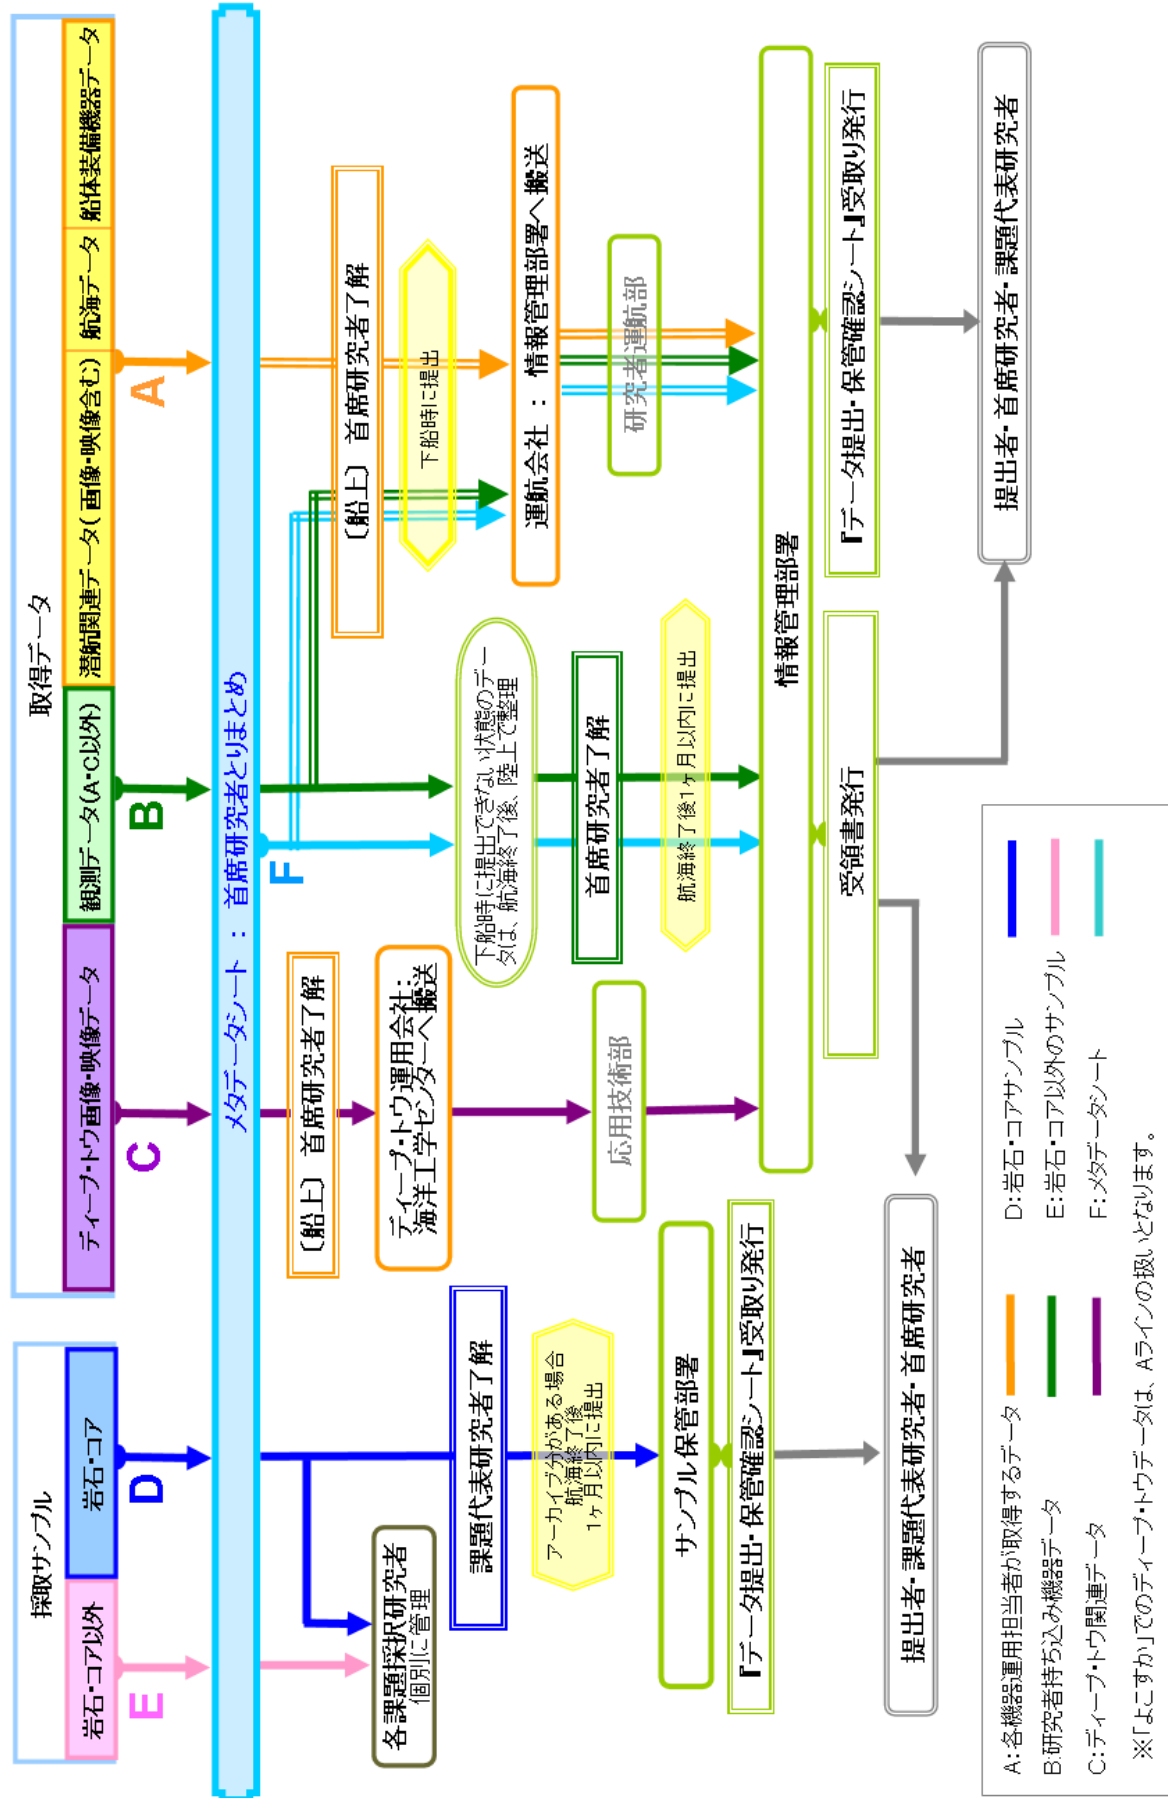 採取サンプル
取得データ
岩石・コア以外
岩石・コア
ディープ・トウ画像・映像データ
観測データ(A・C以外)
潜航関連データ(画像・映像含む)
航海データ
船体装備機器データ
E
D
C
B
A
メタデータシート : 首席研究者とりまとめ
F
〔船上〕 首席研究者了解
〔船上〕 首席研究者了解
各課題採択研究者
個別に管理
ディープ・トウ運用会社:
海洋工学センターへ搬送
下船時に提出
課題代表研究者了解
下船時に提出できない状態のデー
タは、航海終了後、陸上で整理
運航会社 : 情報管理部署へ搬送
アーカイブ分がある場合
航海終了後
1ヶ月以内に提出
応用技術部
首席研究者了解
研究者運航部
サンプル保管部署
航海終了後1ヶ月以内に提出
情報管理部署
『データ提出・保管確認シート』受取り発行
受領書発行
『データ提出・保管確認シート』受取り発行
提出者・課題代表研究者・首席研究者
提出者・首席研究者・課題代表研究者
A:各機器運用担当者が取得するデータ
D:岩石・コアサンプル
B:研究者持ち込み機器データ
E:岩石・コア以外のサンプル
C:ディープ・トウ関連データ
F:メタデータシート
※「よこすか」でのディープ・トウデータは、Aラインの扱いとなります。